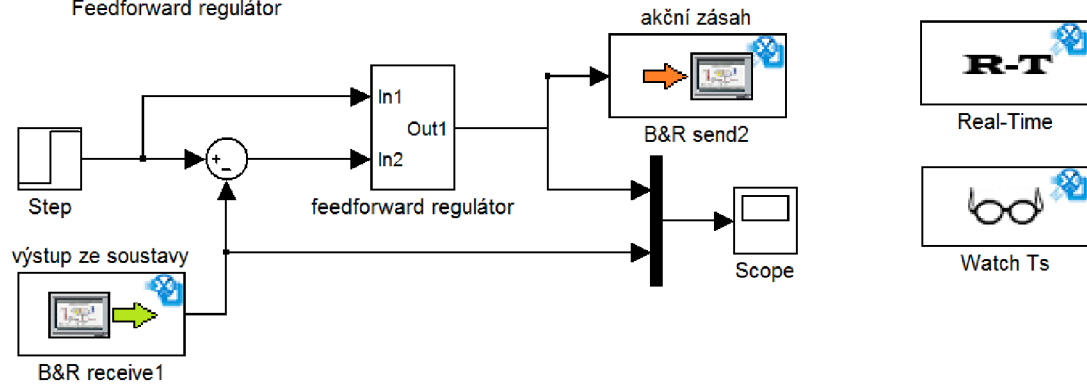 Feedforward regulátor
akční zásah
B&R send2
R-T
Real-Time
In1
Out1
In2
feedforward regulátor
+
−
Step
Scope
Watch Ts
výstup ze soustavy
B&R receive1